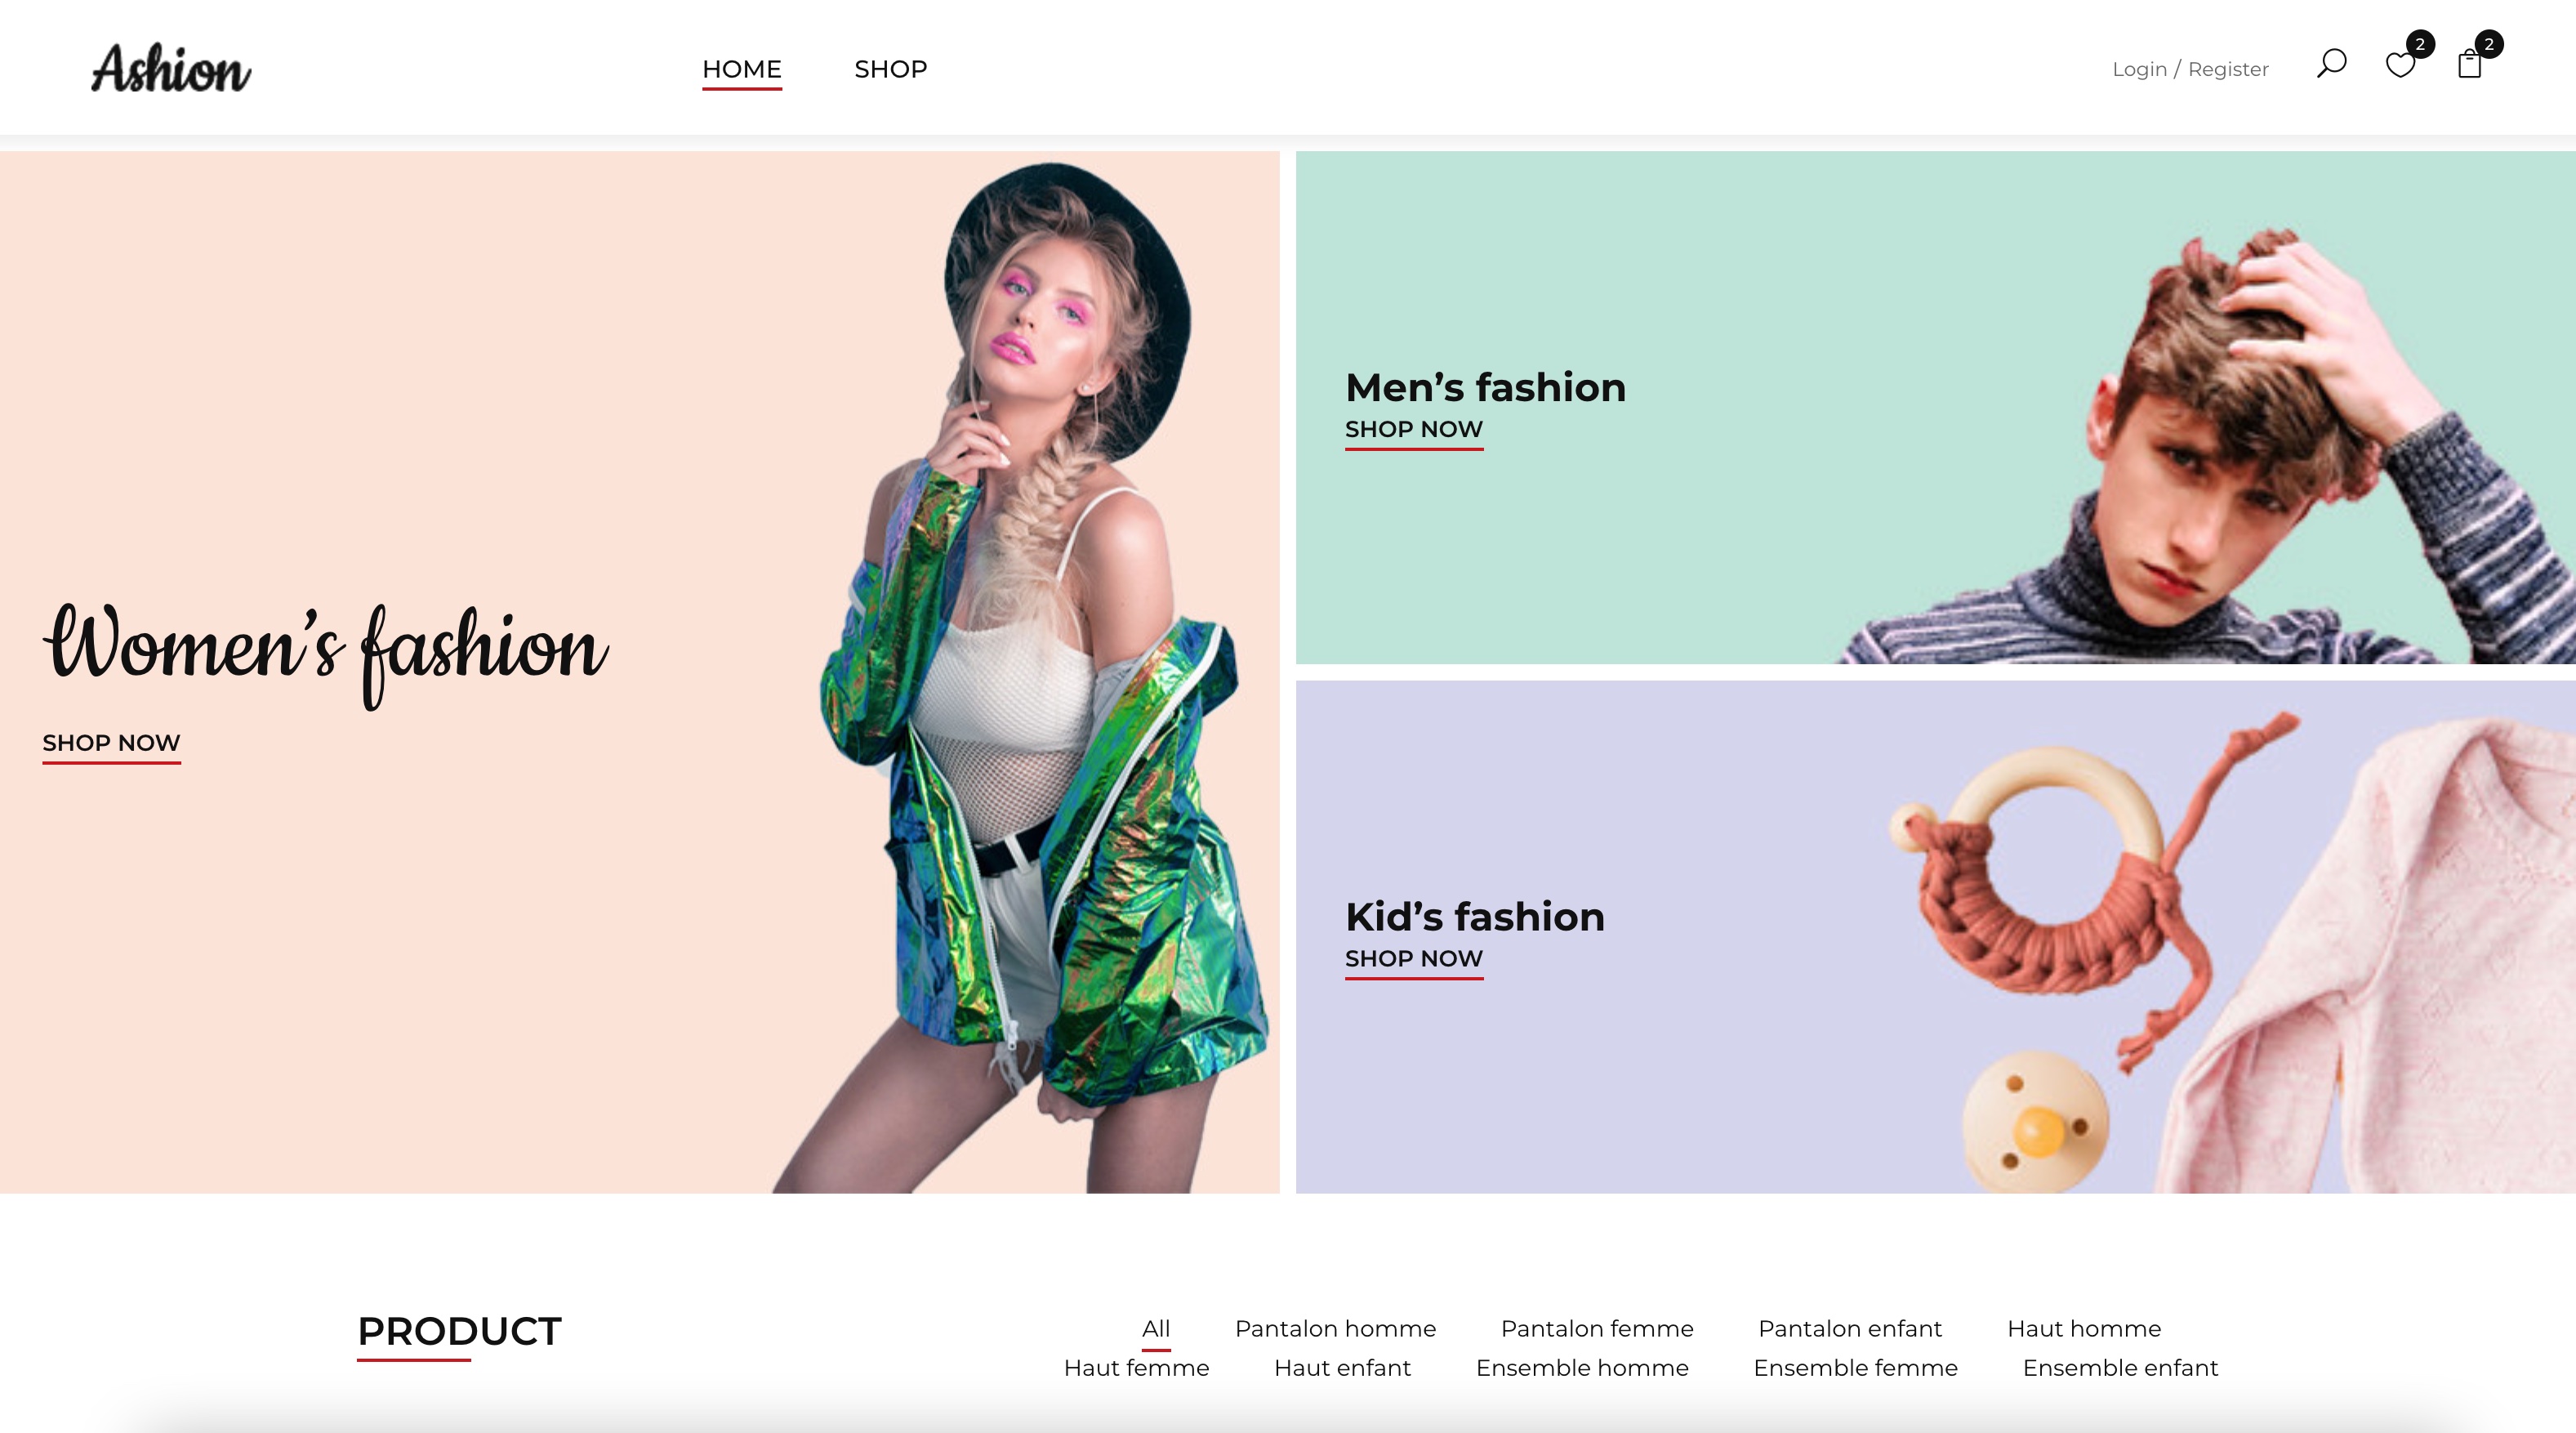 Ashion
HOME SHOP
Login / Register
2
2
Women’s fashion
SHOP NOW
Men’s fashion
SHOP NOW
Kid’s fashion
SHOP NOW
PRODUCT
All Pantalon homme Pantalon femme Pantalon enfant Haut homme
Haut femme Haut enfant Ensemble homme Ensemble femme Ensemble enfant